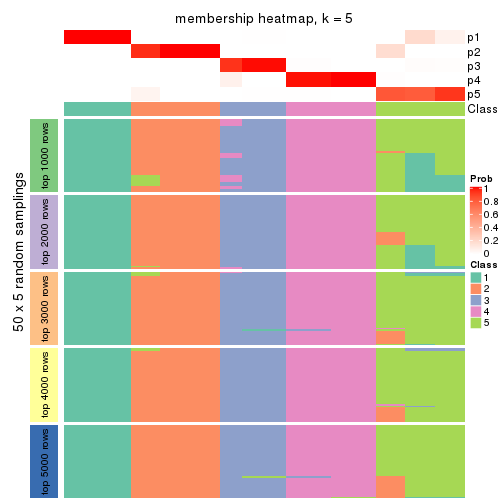 membership heatmap, k = 5
p1
p2
p3
p4
p5
Class
50 x 5 random samplings
top 1000 rows
top 2000 rows
top 3000 rows
top 4000 rows
top 5000 rows
Prob
1
0.8
0.6
0.4
0.2
0
Class
1
2
3
4
5